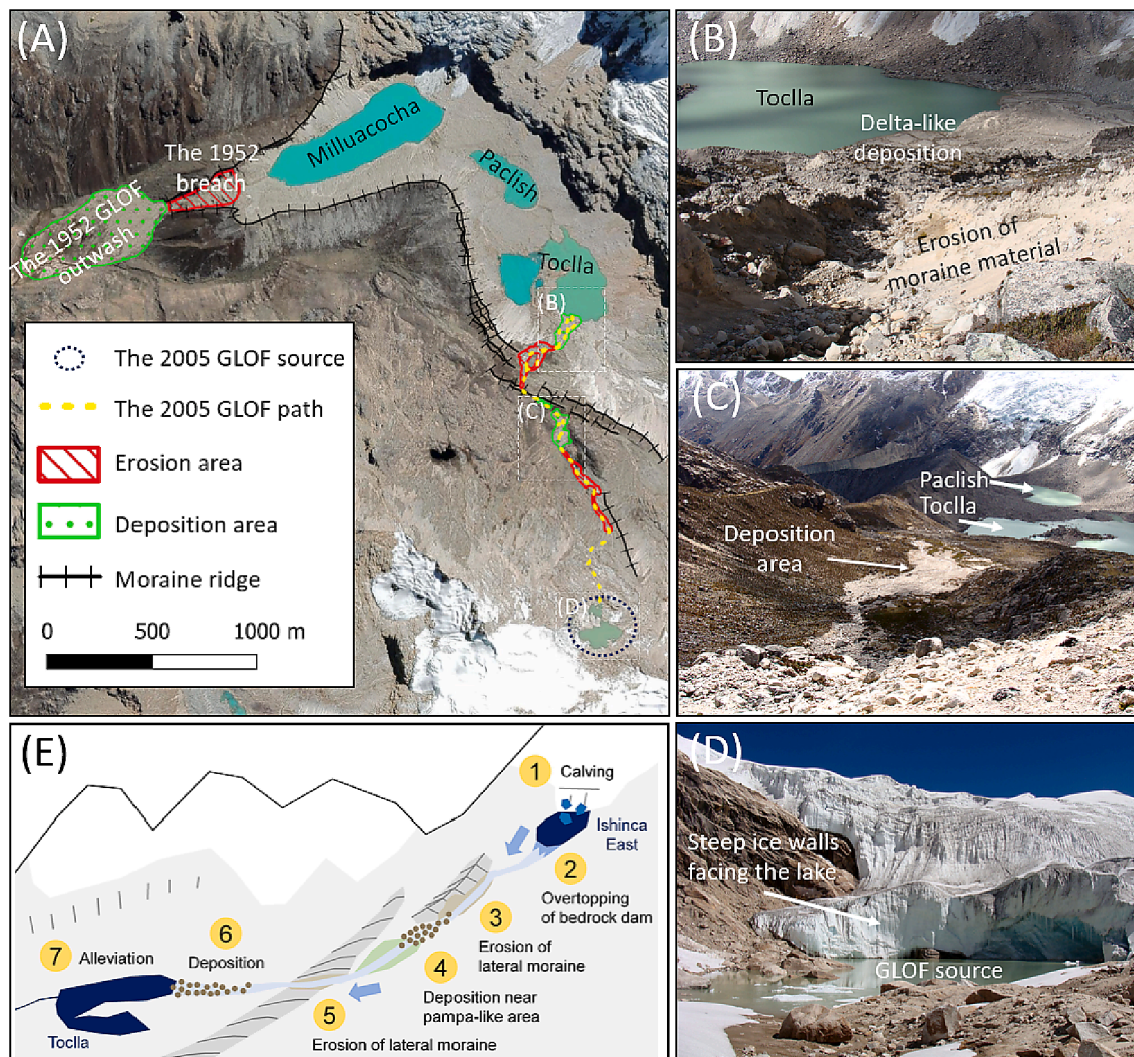 (A)
Milluacocha
The 1952
breach
Paclish
The 1952 GLOF
outwash
Toclla
(B)
(C)
(D)
The 2005 GLOF source
The 2005 GLOF path
Erosion area
Deposition area
Moraine ridge
0
500
1000 m
(B)
Toclla
Delta-like
deposition
Erosion of
moraine material
(C)
Paclish
Toclla
Deposition
area
(E)
1
Calving
Ishinca
East
2
Overtopping
of bedrock dam
3
Erosion of
lateral moraine
4
Deposition near
pampa-like area
5
Erosion of lateral moraine
6
Deposition
7
Alleviation
Toclla
(D)
Steep ice walls
facing the lake
GLOF source